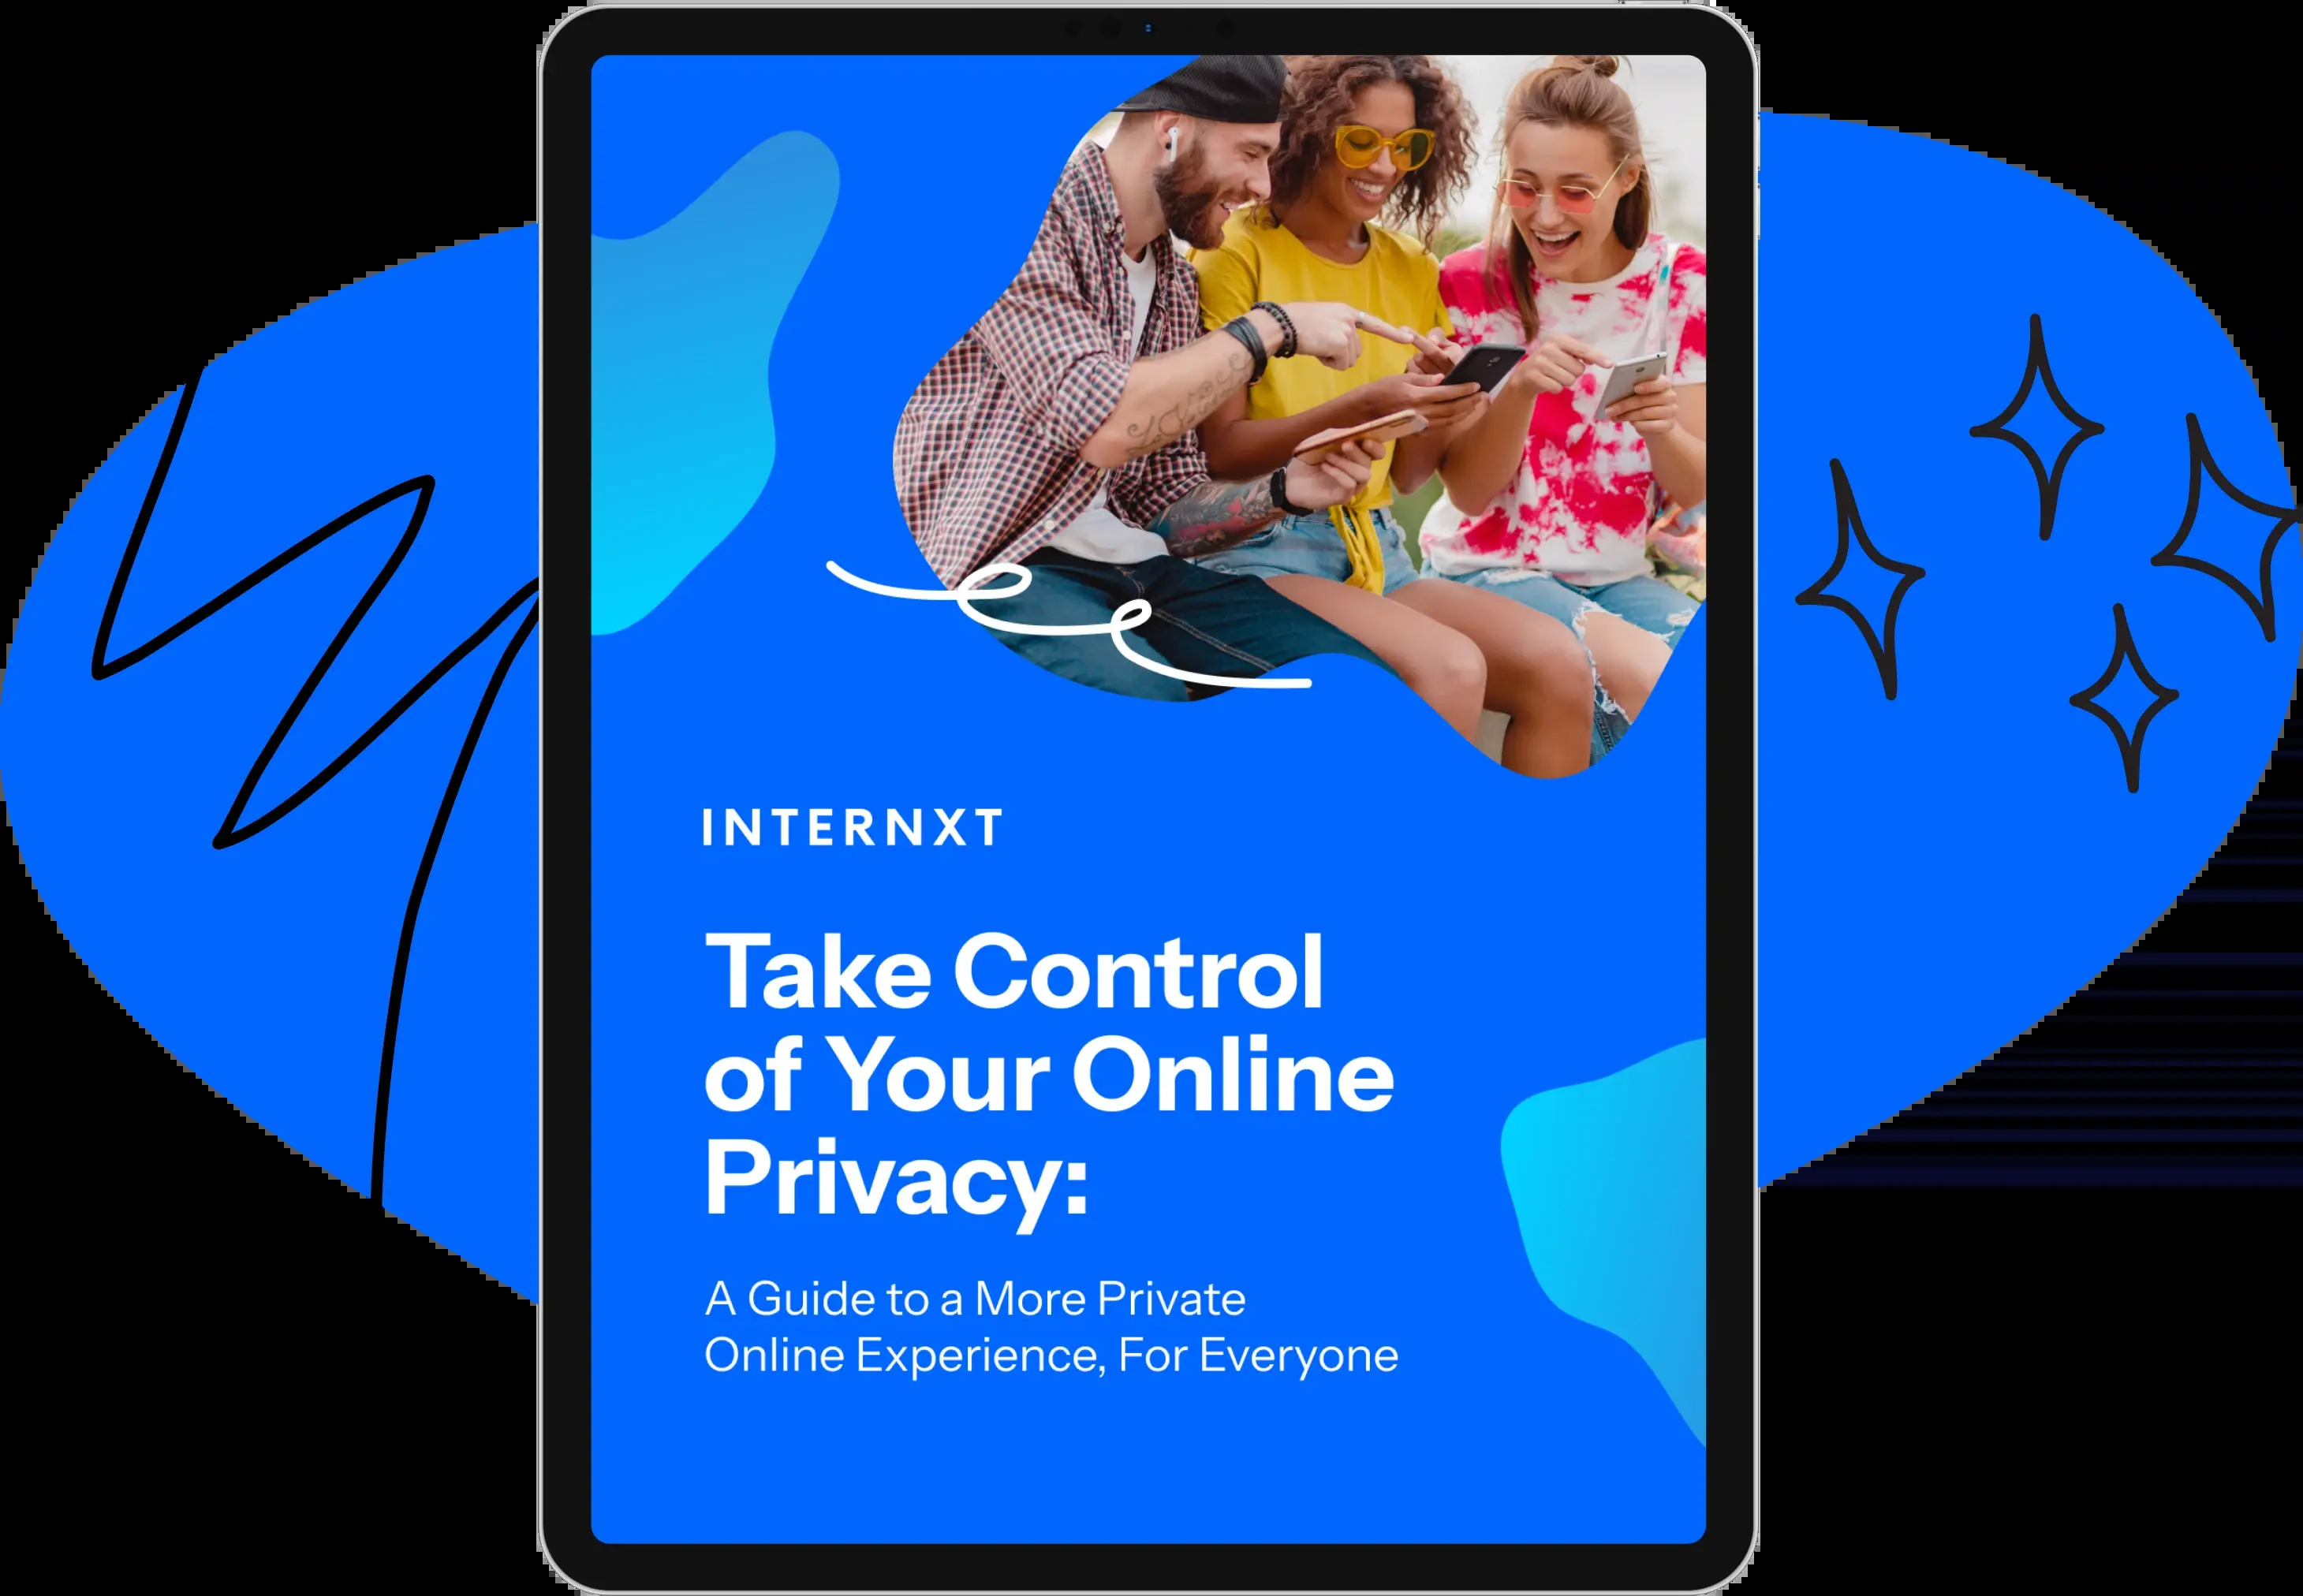 INTERNXT
Take Control
of Your Online
Privacy:
A Guide to a More Private
Online Experience, For Everyone